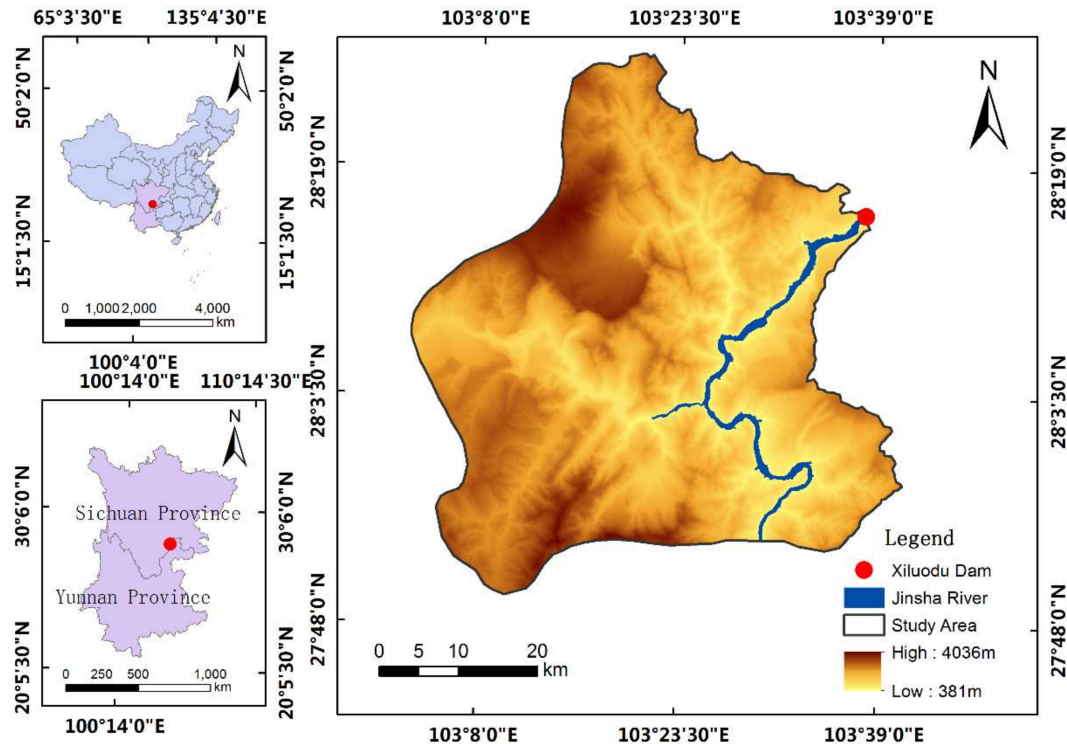 65°3'30"E 135°4'30"E
50°2'0"N
50°2'0"N
N
15°1'30"N
15°1'30"N
0 1,000 2,000 4,000
km
100°4'0"E
100°14'0"E 110°14'30"E
N
30°6'0"N
30°6'0"N
Sichuan Province
Yunnan Province
20°5'30"N
20°5'30"N
0 250 500 1,000
km
100°14'0"E
103°8'0"E 103°23'30"E 103°39'0"E
N
28°19'0"N
28°19'0"N
28°3'30"N
28°3'30"N
27°48'0"N
27°48'0"N
Legend
Xiluodu Dam
Jinsha River
Study Area
High : 4036m
Low : 381m
0 5 10 20
km
103°8'0"E 103°23'30"E 103°39'0"E